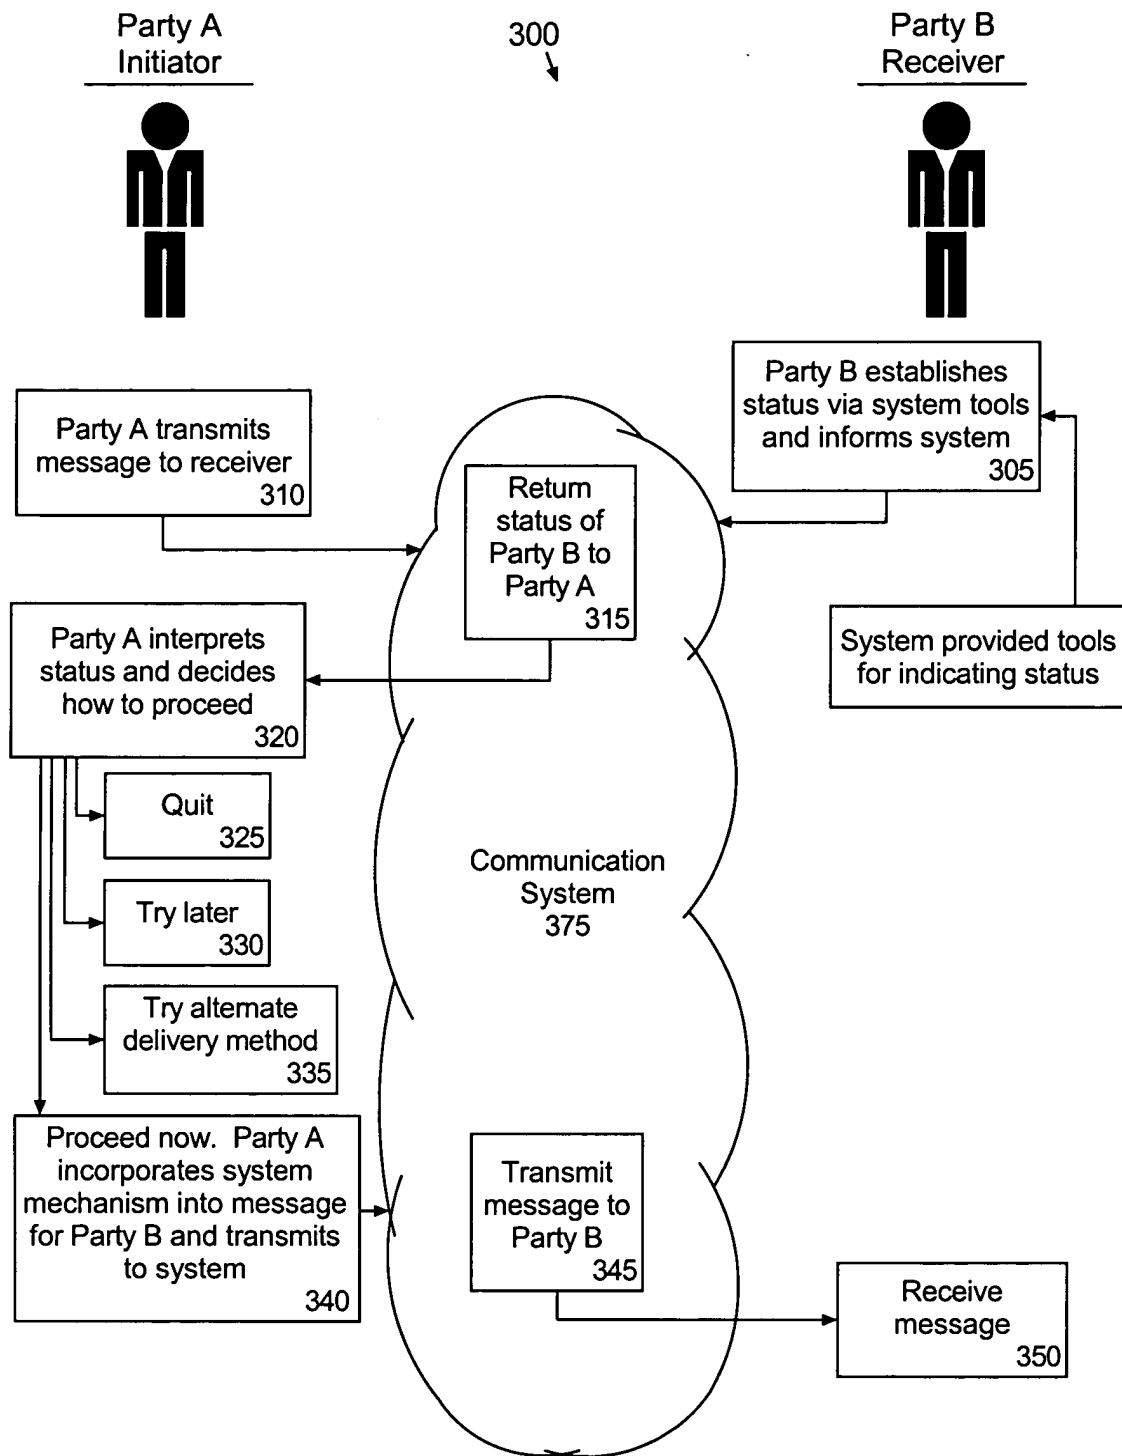 Party A
Initiator
300
Party B
Receiver
Party B establishes
status via system tools
and informs system
305
Party A transmits
message to receiver
310
Return
status of
Party B to
Party A
315
Party A interprets
status and decides
how to proceed
320
System provided tools
for indicating status
Quit
325
Try later
330
Communication
System
375
Try alternate
delivery method
335
Proceed now. Party A
incorporates system
mechanism into message
for Party B and transmits
to system
340
Transmit
message to
Party B
345
Receive
message
350